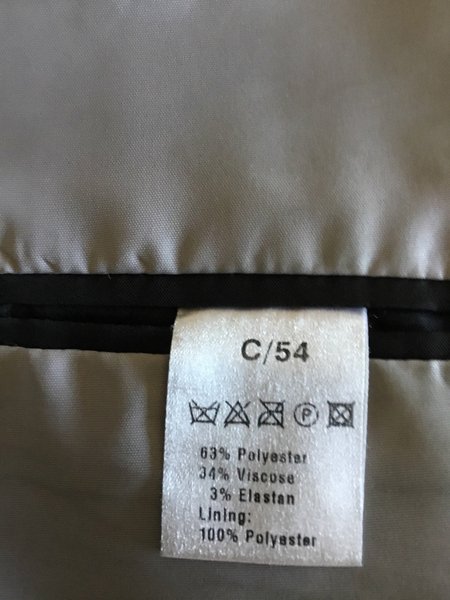 C/54
P
63% Polyester
34% Viscose
3% Elastan
Lining:
100% Polyester